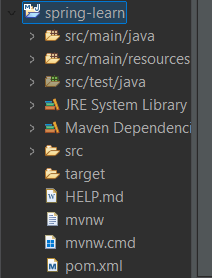 spring-learn
src/main/java
src/main/resources
src/test/java
JRE System Library
Maven Dependenci
src
target
HELP.md
mvnw
mvnw.cmd
pom.xml